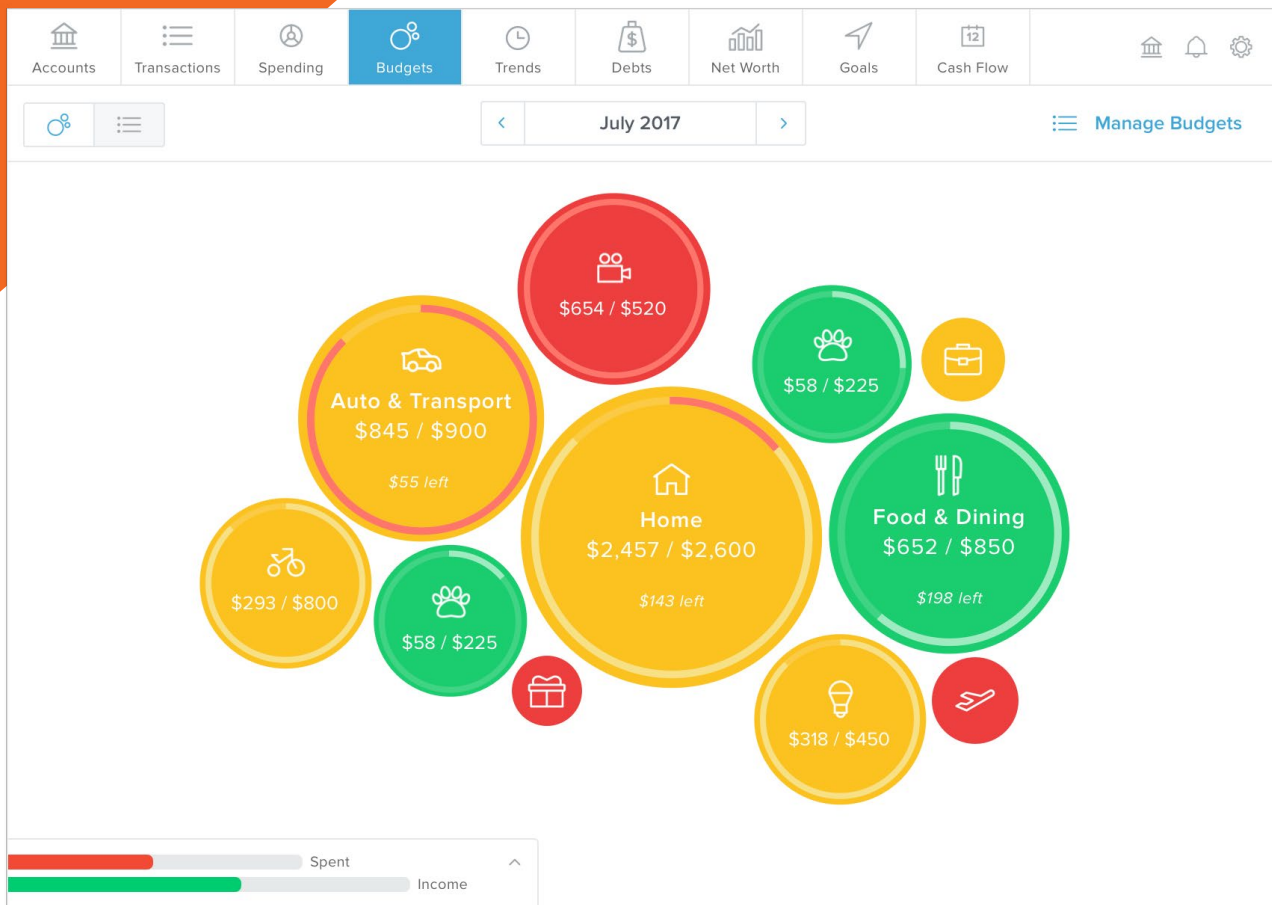 Accounts
Transactions
Spending
Budgets
Trends
Debts
Net Worth
Goals
12
Cash Flow
July 2017
Manage Budgets
$654 / $520
$58 / $225
Auto & Transport
$845 / $900
$55 left
Home
$2,457 / $2,600
$143 left
Food & Dining
$652 / $850
$198 left
$293 / $800
$58 / $225
$318 / $450
Spent
Income